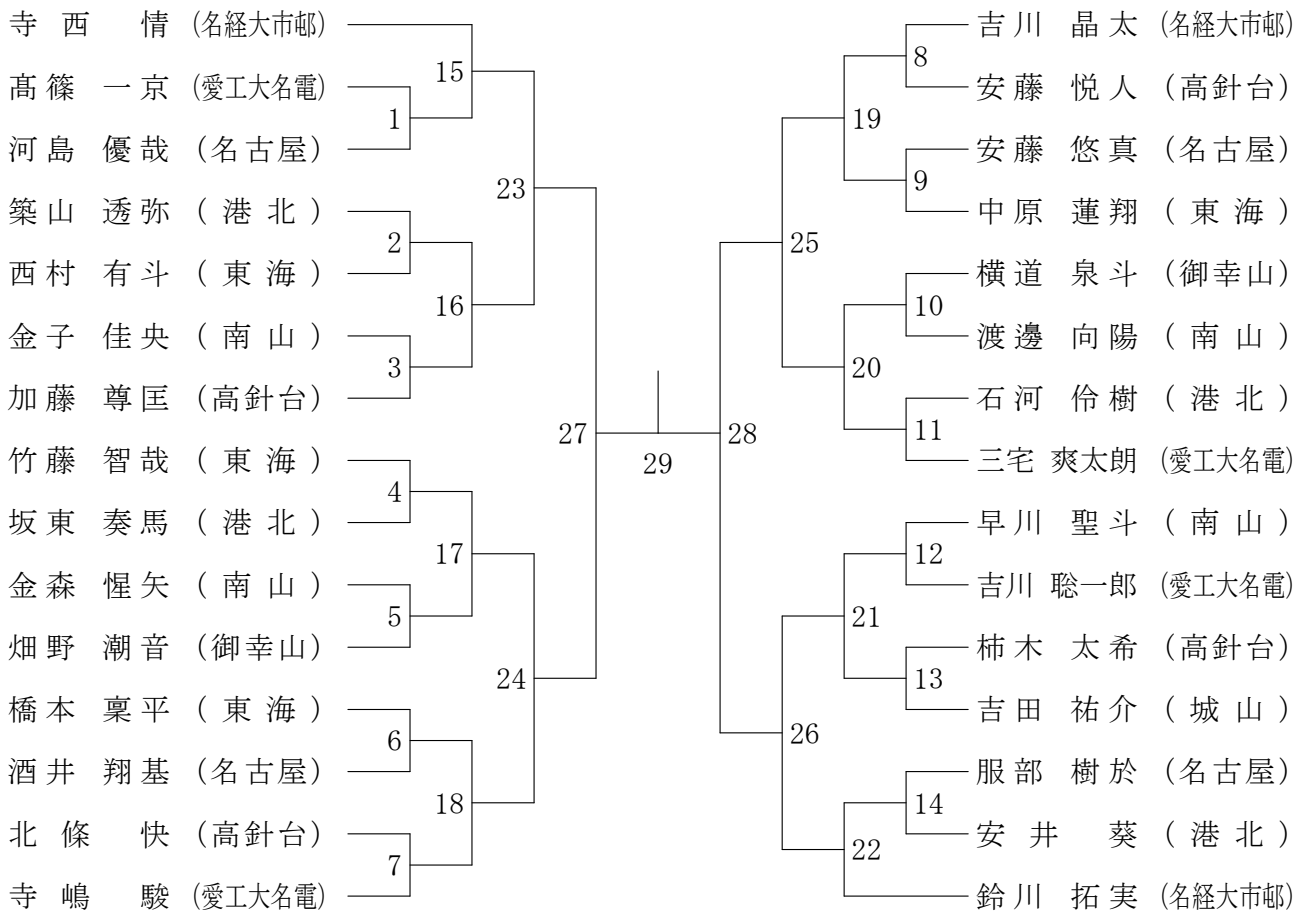 寺西 情 (名経大市邨)
15
髙篠 一京 (愛工大名電)
1
河島 優哉 (名古屋)
23
築山 透弥 (港北)
2
西村 有斗 (東海)
16
金子 佳央 (南山)
3
加藤 尊匡 (高針台)
27
竹藤 智哉 (東海)
4
坂東 奏馬 (港北)
17
金森 惺矢 (南山)
5
畑野 潮音 (御幸山)
24
橋本 稟平 (東海)
6
酒井 翔基 (名古屋)
18
北條 快 (高針台)
7
寺嶋 駿 (愛工大名電)
29
吉川 晶太 (名経大市邨)
8
安藤 悦人 (高針台)
19
安藤 悠真 (名古屋)
9
中原 蓮翔 (東海)
25
横道 泉斗 (御幸山)
10
渡邊 向陽 (南山)
20
石河 伶樹 (港北)
11
三宅 爽太朗 (愛工大名電)
28
早川 聖斗 (南山)
12
吉川 聡一郎 (愛工大名電)
21
柿木 太希 (高針台)
13
吉田 祐介 (城山)
26
服部 樹於 (名古屋)
14
安井 葵 (港北)
22
鈴川 拓実 (名経大市邨)